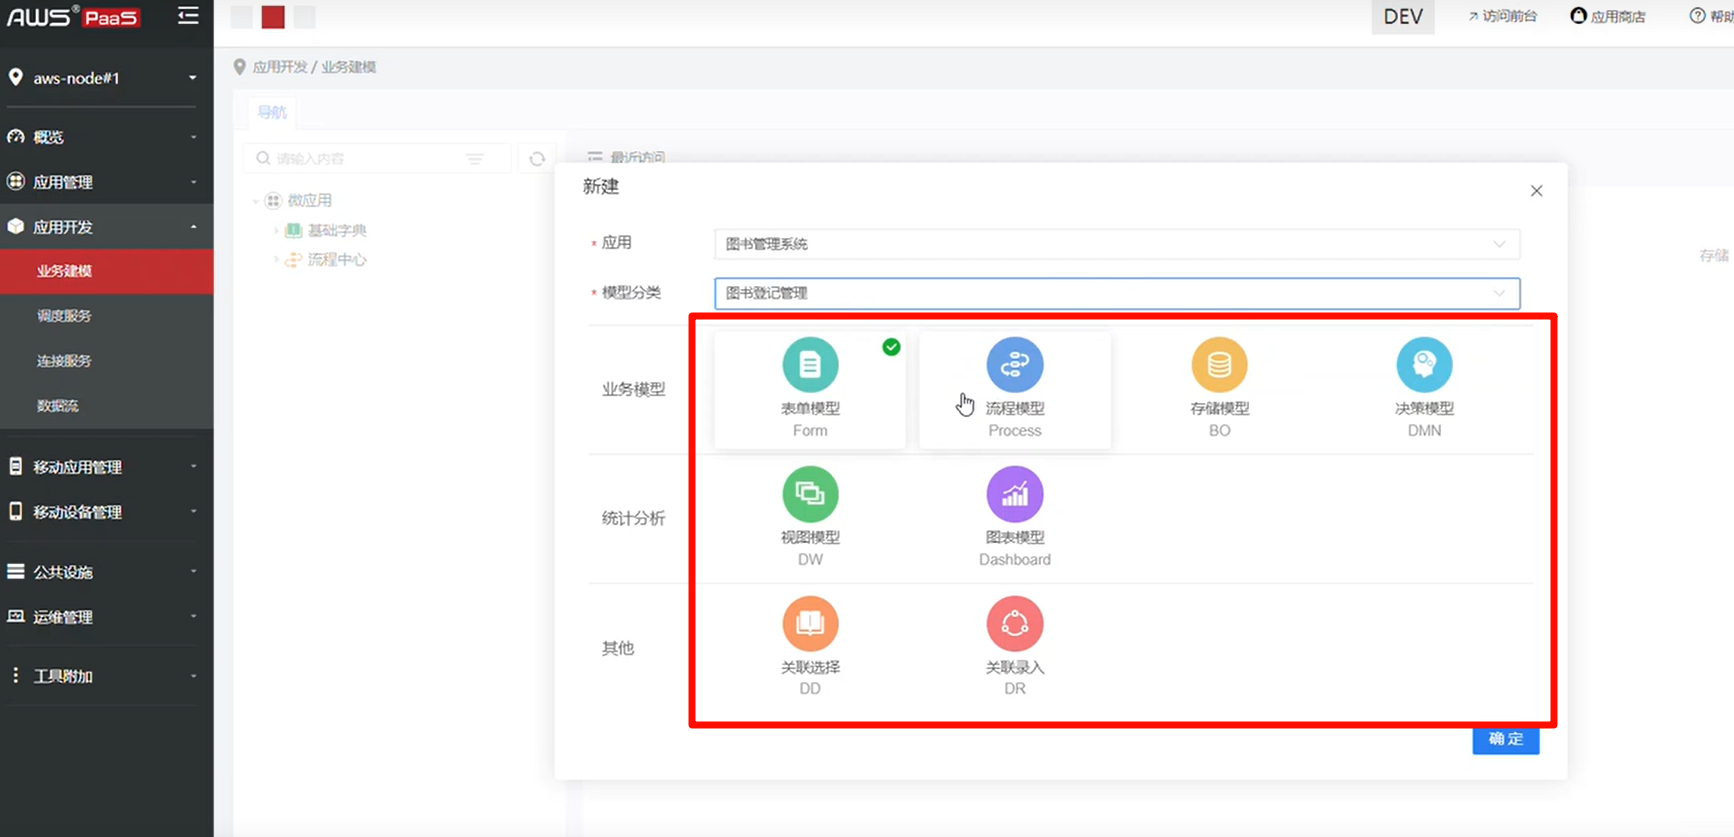 AWS® PaaS
DEV
访问前台
应用商店
帮助
aws-node#1
应用开发 / 业务建模
概览
应用管理
应用开发
业务建模
调度服务
连接服务
数据流
移动应用管理
移动设备管理
公共设施
运维管理
工具附加
导航
请输入内容
最近访问
微应用
基础字典
流程中心
存储
新建
* 应用
图书管理系统
* 模型分类
图书登记管理
业务模型
表单模型
Form
流程模型
Process
存储模型
BO
决策模型
DMN
统计分析
视图模型
DW
图表模型
Dashboard
其他
关联选择
DD
关联录入
DR
确定